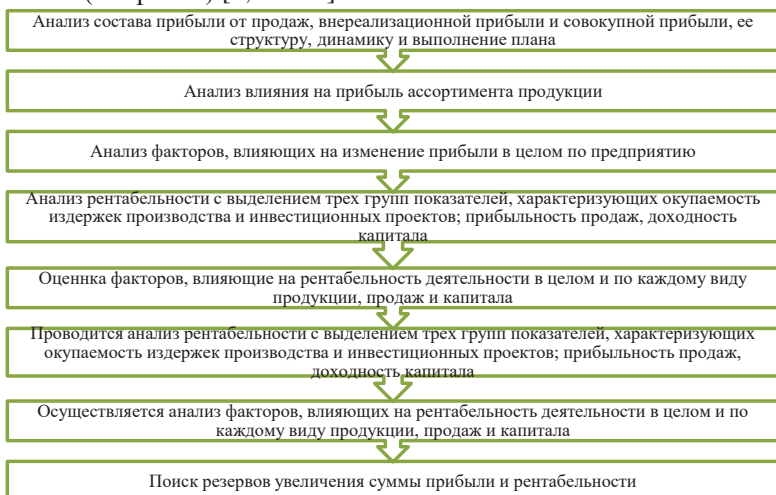 Анализ состава прибыли от продаж, внереализационной прибыли и совокупной прибыли, ее
структуру, динамику и выполнение плана
Анализ влияния на прибыль ассортимента продукции
Анализ факторов, влияющих на изменение прибыли в целом по предприятию
Анализ рентабельности с выделением трех групп показателей, характеризующих окупаемость
издержек производства и инвестиционных проектов; прибыльность продаж, доходность
капитала
Оценнка факторов, влияющие на рентабельность деятельности в целом и по каждому виду
продукции, продаж и капитала
Проводится анализ рентабельности с выделением трех групп показателей, характеризующих
окупаемость издержек производства и инвестиционных проектов; прибыльность продаж,
доходность капитала
Осуществляется анализ факторов, влияющих на рентабельность деятельности в целом и по
каждому виду продукции, продаж и капитала
Поиск резервов увеличения суммы прибыли и рентабельности